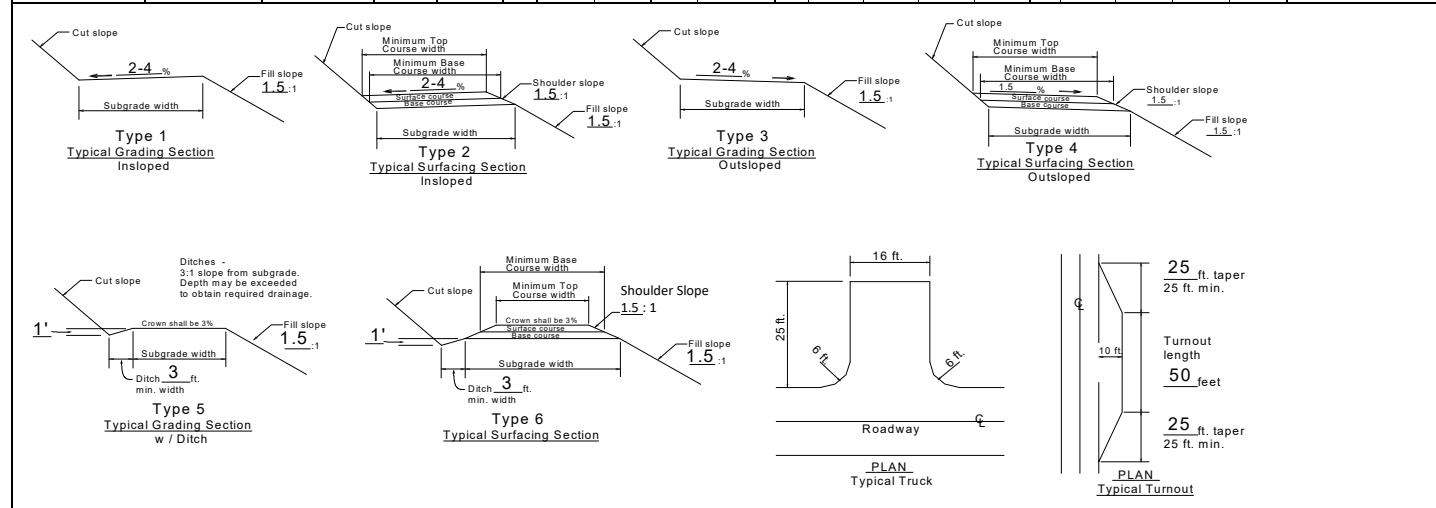 Cut slope
2-4 %
Fill slope
1.5 :1
Subgrade width
Type 1
Typical Grading Section
Insloped
Cut slope
Minimum Top
Course width
Minimum Base
Course width
2-4 %
Surface course
Base course
Shoulder slope
1.5 :1
Fill slope
1.5 :1
Subgrade width
Type 2
Typical Surfacing Section
Insloped
Cut slope
2-4 %
Fill slope
1.5 :1
Subgrade width
Type 3
Typical Grading Section
Outsloped
Cut slope
Minimum Top
Course width
Minimum Base
Course width
1.5 %
Surface course
Base course
Shoulder slope
1.5 :1
Fill slope
1.5 :1
Subgrade width
Type 4
Typical Surfacing Section
Outsloped
Ditches -
3:1 slope from subgrade.
Depth may be exceeded
to obtain required drainage.
Cut slope
1'
Crown shall be 3%
Fill slope
1.5 :1
Subgrade width
Ditch 3 ft.
min. width
Type 5
Typical Grading Section
w / Ditch
Minimum Base
Course width
Minimum Top
Course width
Cut slope
Shoulder Slope
1.5 : 1
Crown shall be 3%
Surface course
Base course
1'
Fill slope
1.5 :1
Subgrade width
Ditch 3 ft.
min. width
Type 6
Typical Surfacing Section
16 ft.
25 ft.
6 ft.
6 ft.
℄
Roadway
PLAN
Typical Truck
℄
25 ft. taper
25 ft. min.
10 ft.
Turnout
length
50 feet
25 ft. taper
25 ft. min.
PLAN
Typical Turnout